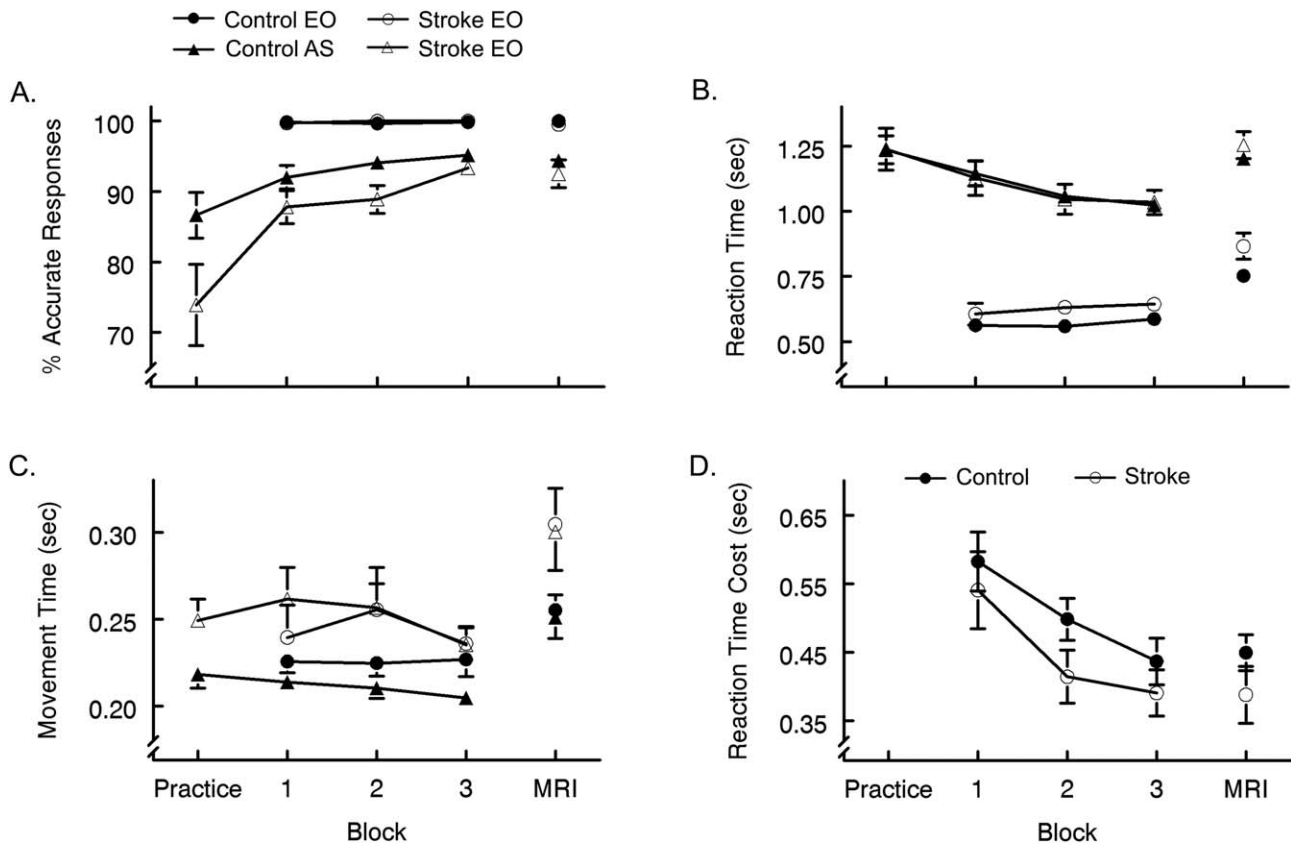 Control EO
Stroke EO
Control AS
Stroke EO
A.
% Accurate Responses
100
90
80
70
B.
Reaction Time (sec)
1.25
1.00
0.75
0.50
C.
Movement Time (sec)
0.30
0.25
0.20
Practice 1 2 3 MRI
Block
D.
Control Stroke
Reaction Time Cost (sec)
0.65
0.55
0.45
0.35
Practice 1 2 3 MRI
Block